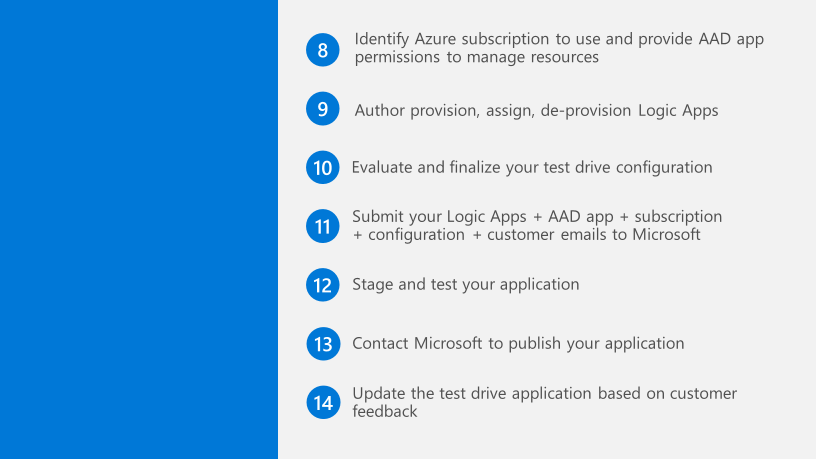 8
Identify Azure subscription to use and provide AAD app
permissions to manage resources
9
Author provision, assign, de-provision Logic Apps
10
Evaluate and finalize your test drive configuration
11
Submit your Logic Apps + AAD app + subscription
+ configuration + customer emails to Microsoft
12
Stage and test your application
13
Contact Microsoft to publish your application
14
Update the test drive application based on customer
feedback